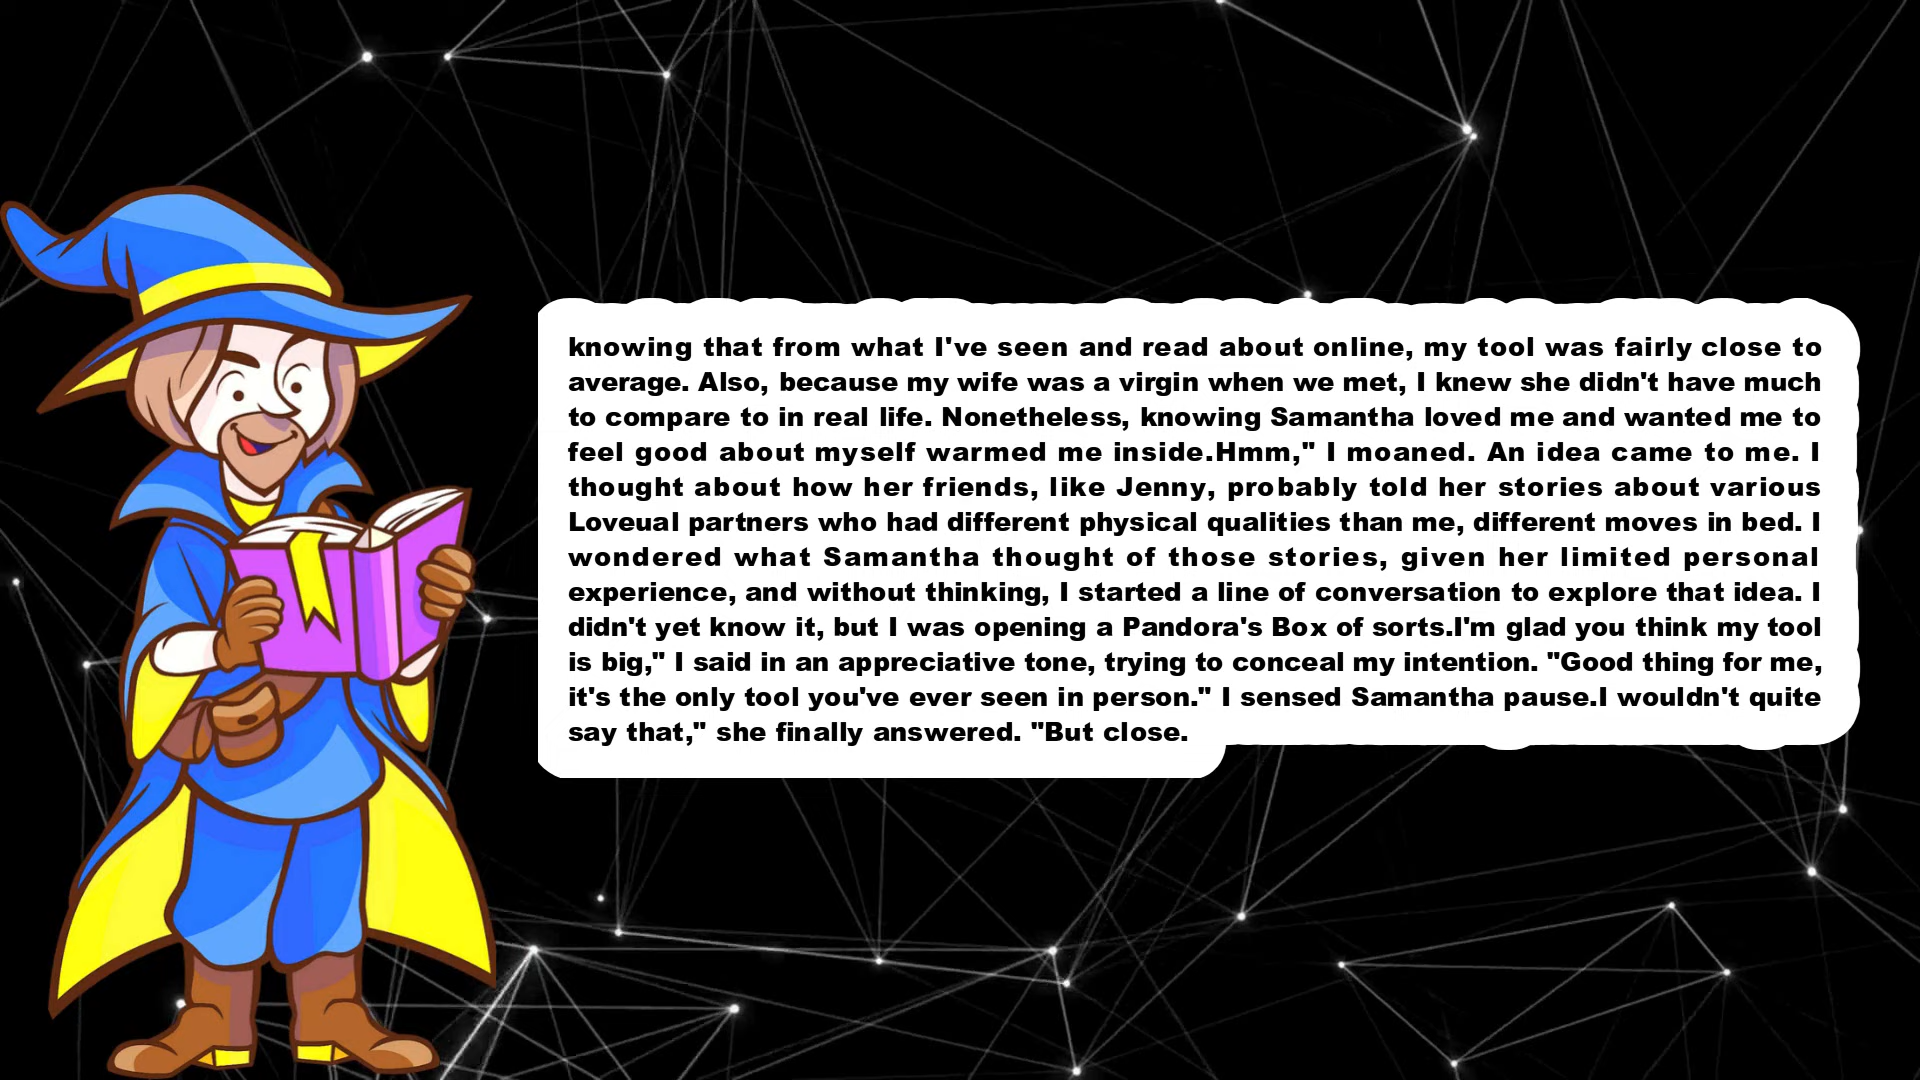 knowing that from what I've seen and read about online, my tool was fairly close to
average. Also, because my wife was a virgin when we met, I knew she didn't have much
to compare to in real life. Nonetheless, knowing Samantha loved me and wanted me to
feel good about myself warmed me inside.Hmm," I moaned. An idea came to me. I
thought about how her friends, like Jenny, probably told her stories about various
Loveual partners who had different physical qualities than me, different moves in bed. I
wondered what Samantha thought of those stories, given her limited personal
experience, and without thinking, I started a line of conversation to explore that idea. I
didn't yet know it, but I was opening a Pandora's Box of sorts.I'm glad you think my tool
is big," I said in an appreciative tone, trying to conceal my intention. "Good thing for me,
it's the only tool you've ever seen in person." I sensed Samantha pause.I wouldn't quite
say that," she finally answered. "But close.